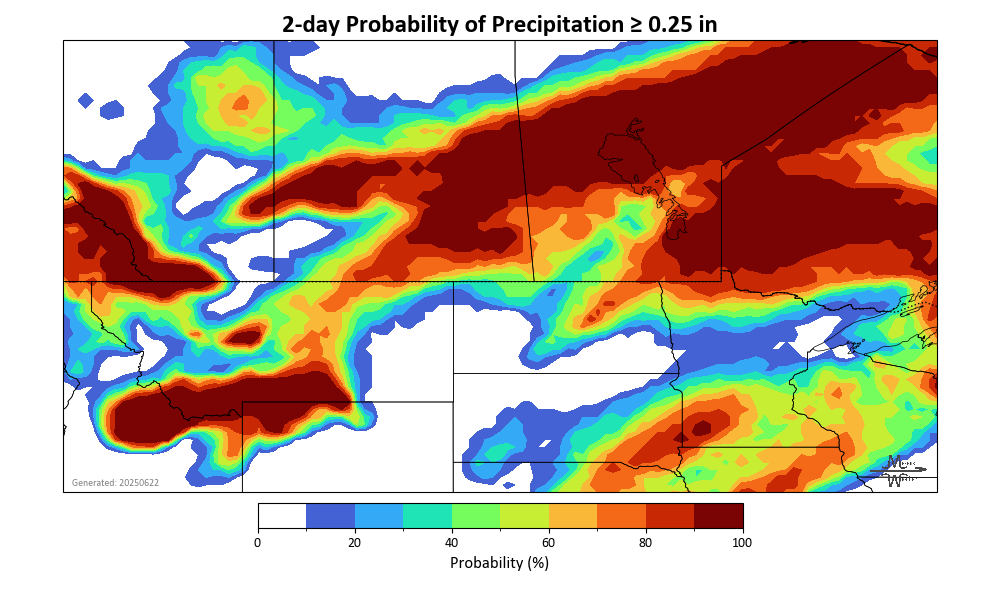 2-day Probability of Precipitation ≥ 0.25 in
Generated: 20250622
0 20 40 60 80 100
Probability (%)